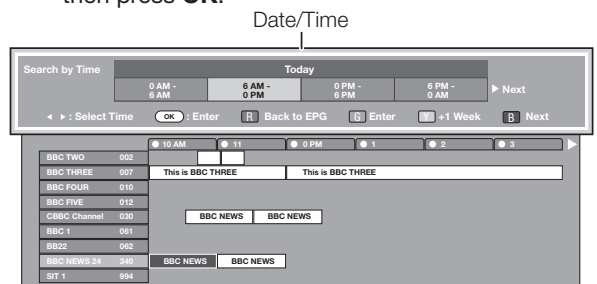 then press OK.
Date/Time
Search by Time Today
0 AM - 6 AM 6 AM - 0 PM 0 PM - 6 PM 6 PM - 0 AM Next
: Select Time OK : Enter R Back to EPG G Enter Y +1 Week B Next
10 AM 11 0 PM 1 2 3
BBC TWO 002
BBC THREE 007 This is BBC THREE This is BBC THREE
BBC FOUR 010
BBC FIVE 012
CBBC Channel 030 BBC NEWS BBC NEWS
BBC 1 061
BB22 062
BBC NEWS 24 340 BBC NEWS BBC NEWS
SIT 1 994